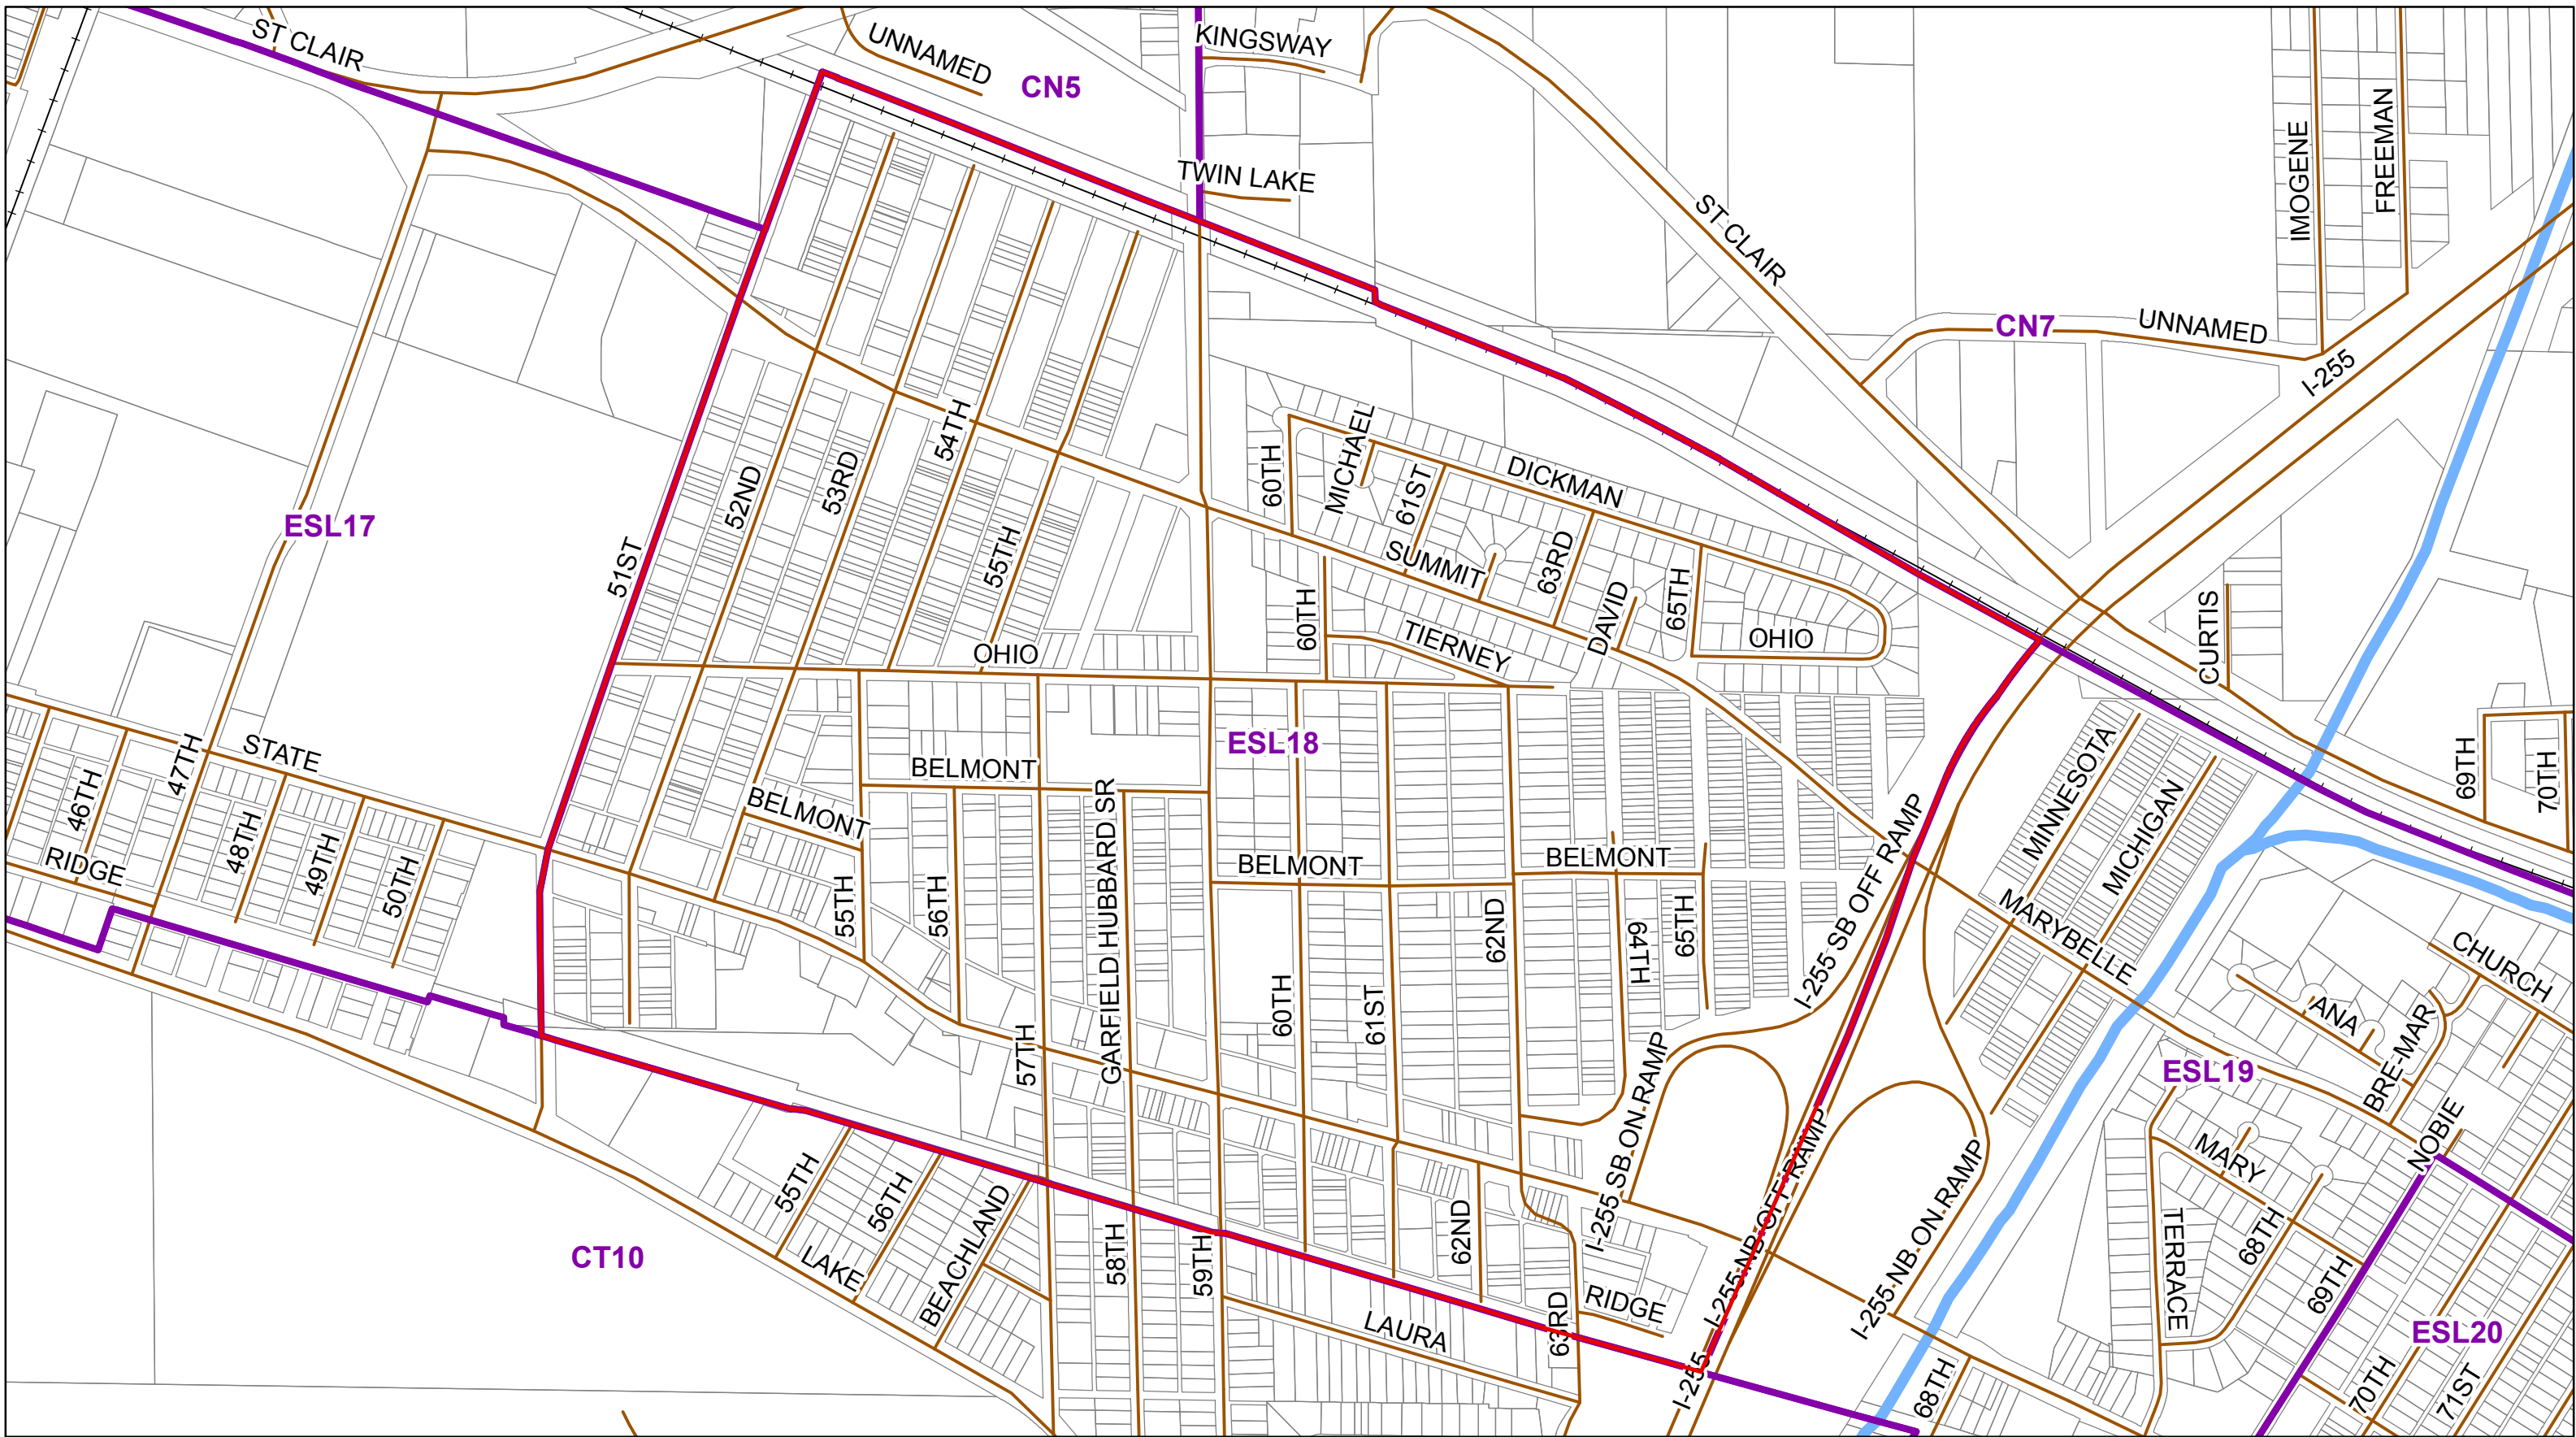 ST CLAIR
UNNAMED
CN5
KINGSWAY
TWIN LAKE
ST CLAIR
IMOGENE
FREEMAN
CN7
UNNAMED
I-255
ESL17
51ST
52ND
53RD
54TH
55TH
60TH
MICHAEL
61ST
DICKMAN
SUMMIT
63RD
DAVID
65TH
OHIO
60TH
TIERNEY
OHIO
CURTIS
69TH
70TH
STATE
47TH
46TH
48TH
49TH
50TH
RIDGE
BELMONT
BELMONT
ESL18
BELMONT
BELMONT
55TH
56TH
GARFIELD HUBBARD SR
57TH
60TH
61ST
62ND
64TH
65TH
I-255 SB OFF RAMP
I-255 SB ON RAMP
MINNESOTA
MICHIGAN
MARYBELLE
CHURCH
ANA
BRE-MAR
ESL19
NOBIE
MARY
TERRACE
68TH
69TH
ESL20
70TH
71ST
68TH
I-255 NB ON RAMP
I-255 NB OFF RAMP
I-255
CT10
55TH
56TH
BEACHLAND
LAKE
58TH
59TH
62ND
63RD
RIDGE
LAURA